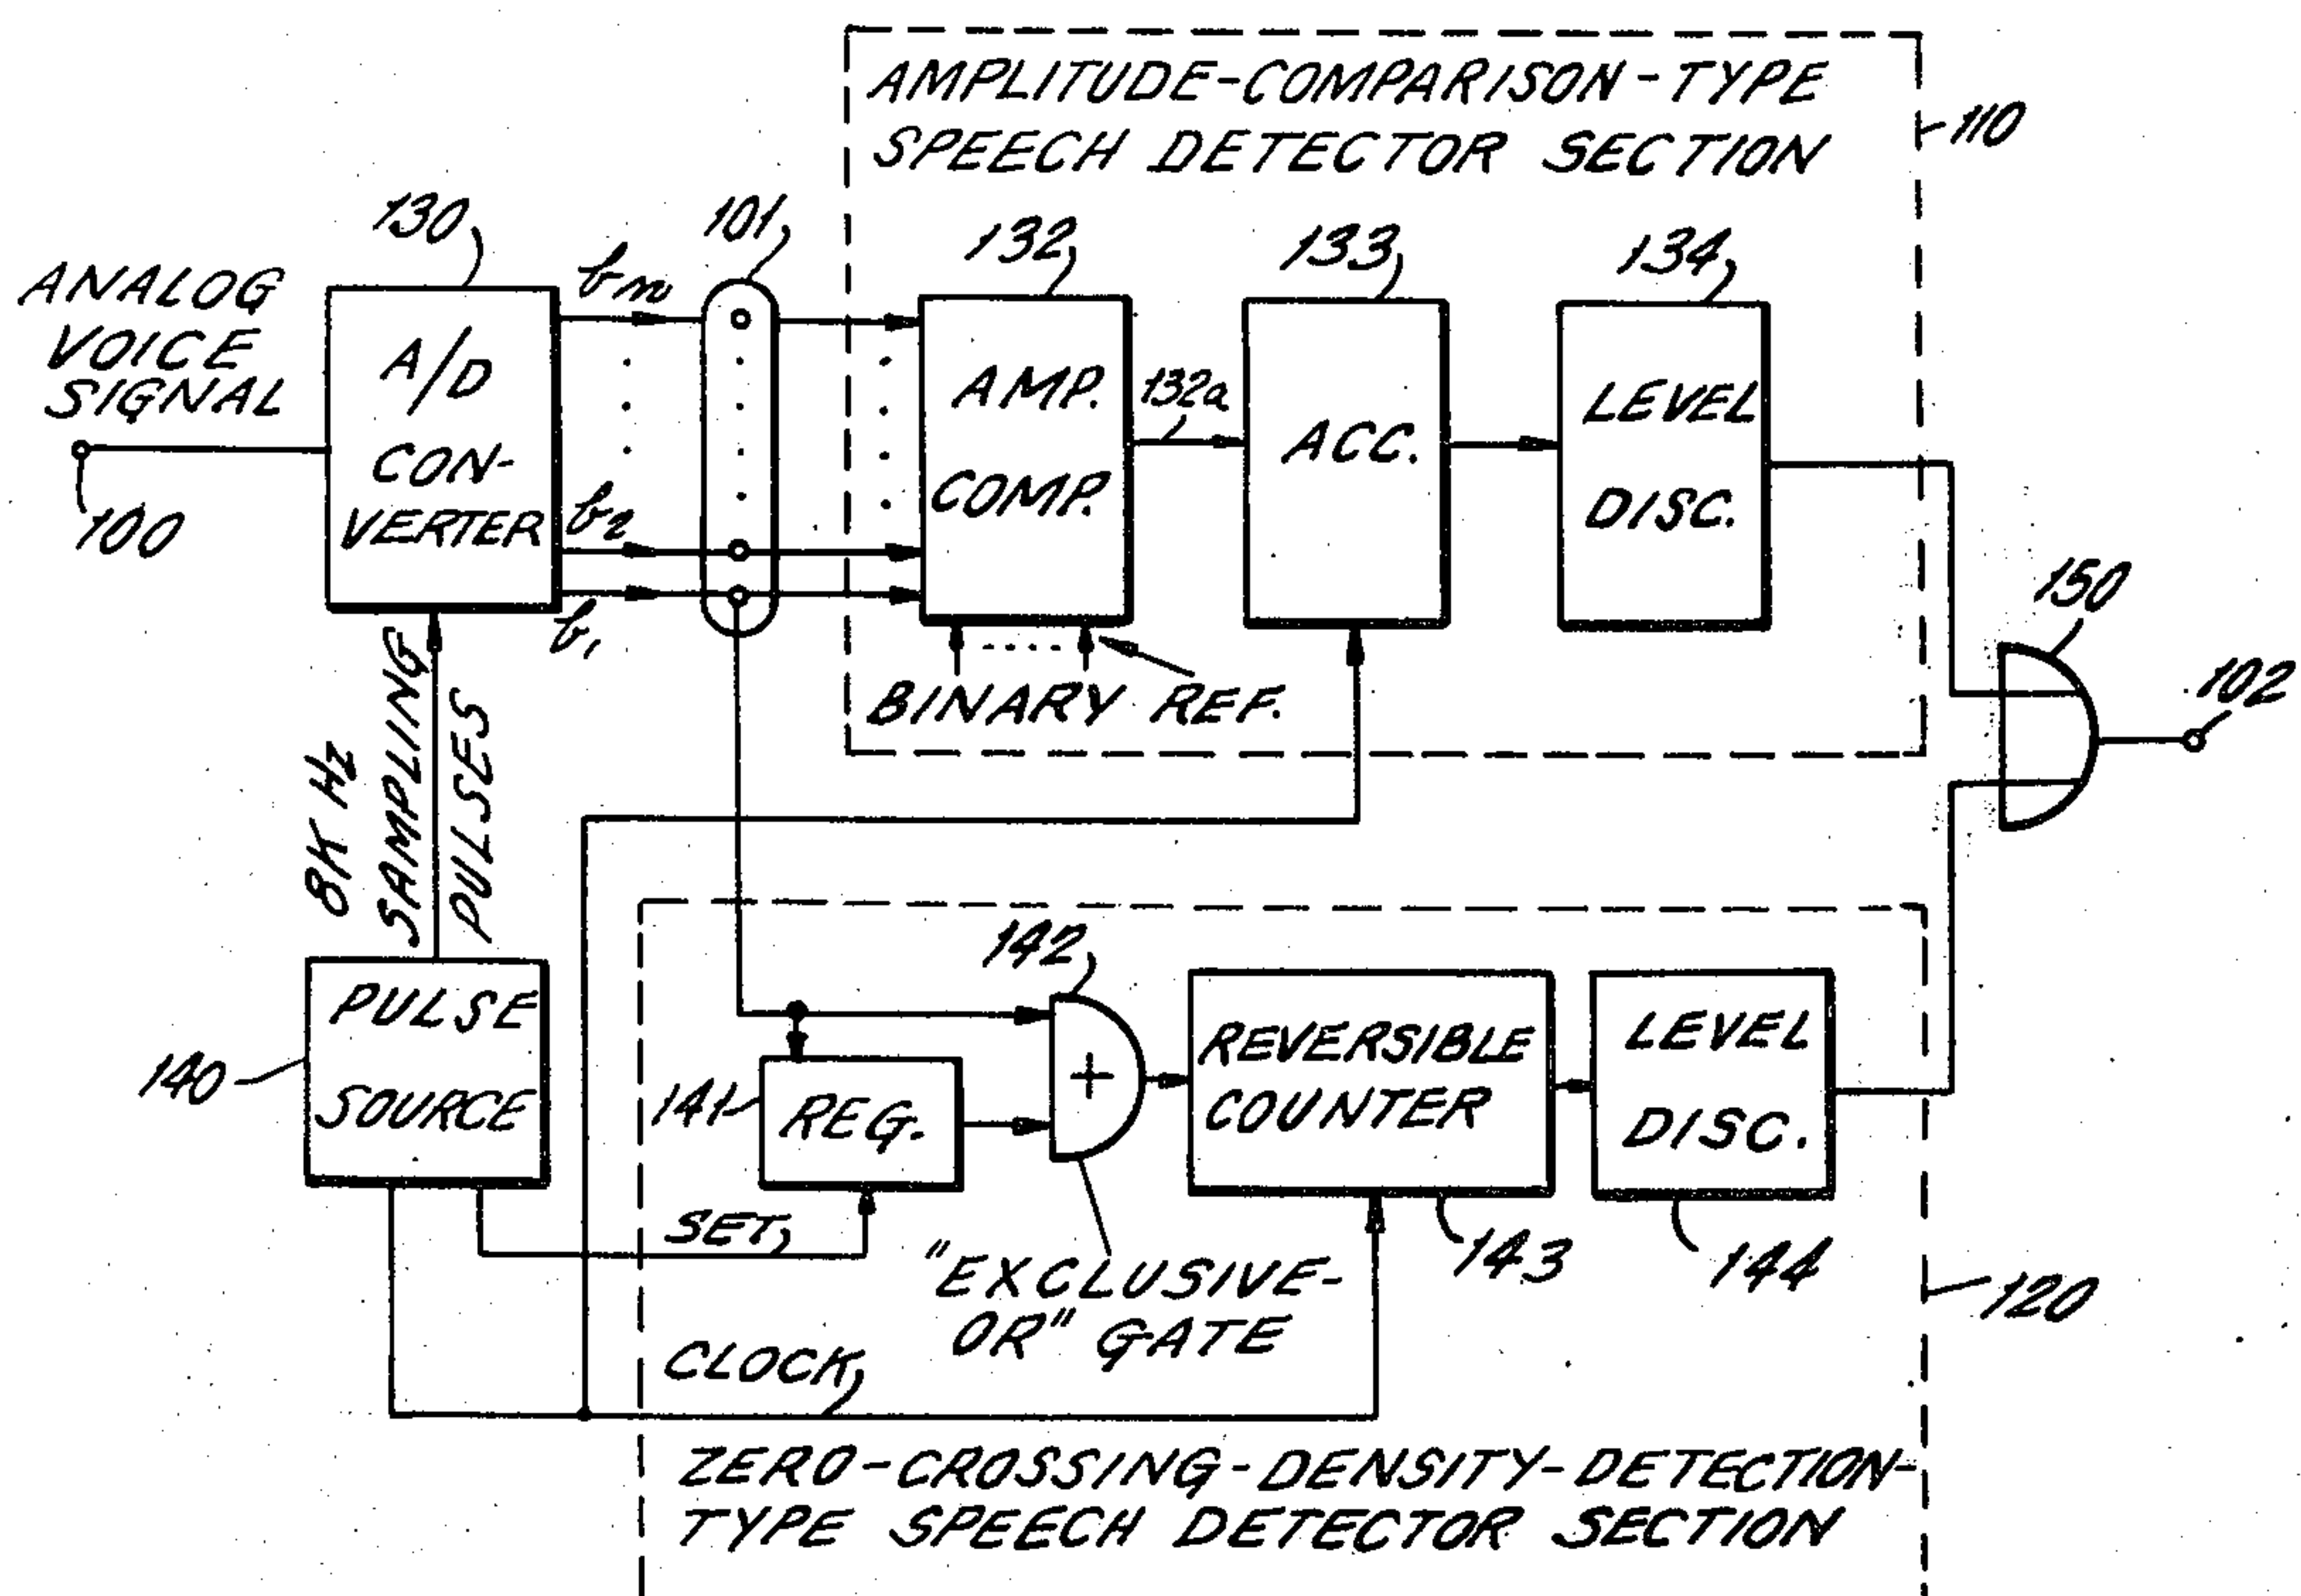 AMPLITUDE-COMPARISON-TYPE
SPEECH DETECTOR SECTION
110
ANALOG
VOICE
SIGNAL
100
130
A/D
CON-
VERTER
bm
b2
b1
101
132
AMP.
COMP.
132a
133
ACC.
134
LEVEL
DISC.
BINARY REF.
150
102
8K Hz
SAMPLING
PULSES
140
PULSE
SOURCE
141
REG.
142
"EXCLUSIVE-
OR" GATE
REVERSIBLE
COUNTER
143
LEVEL
DISC.
144
120
SET
CLOCK
ZERO-CROSSING-DENSITY-DETECTION-
TYPE SPEECH DETECTOR SECTION